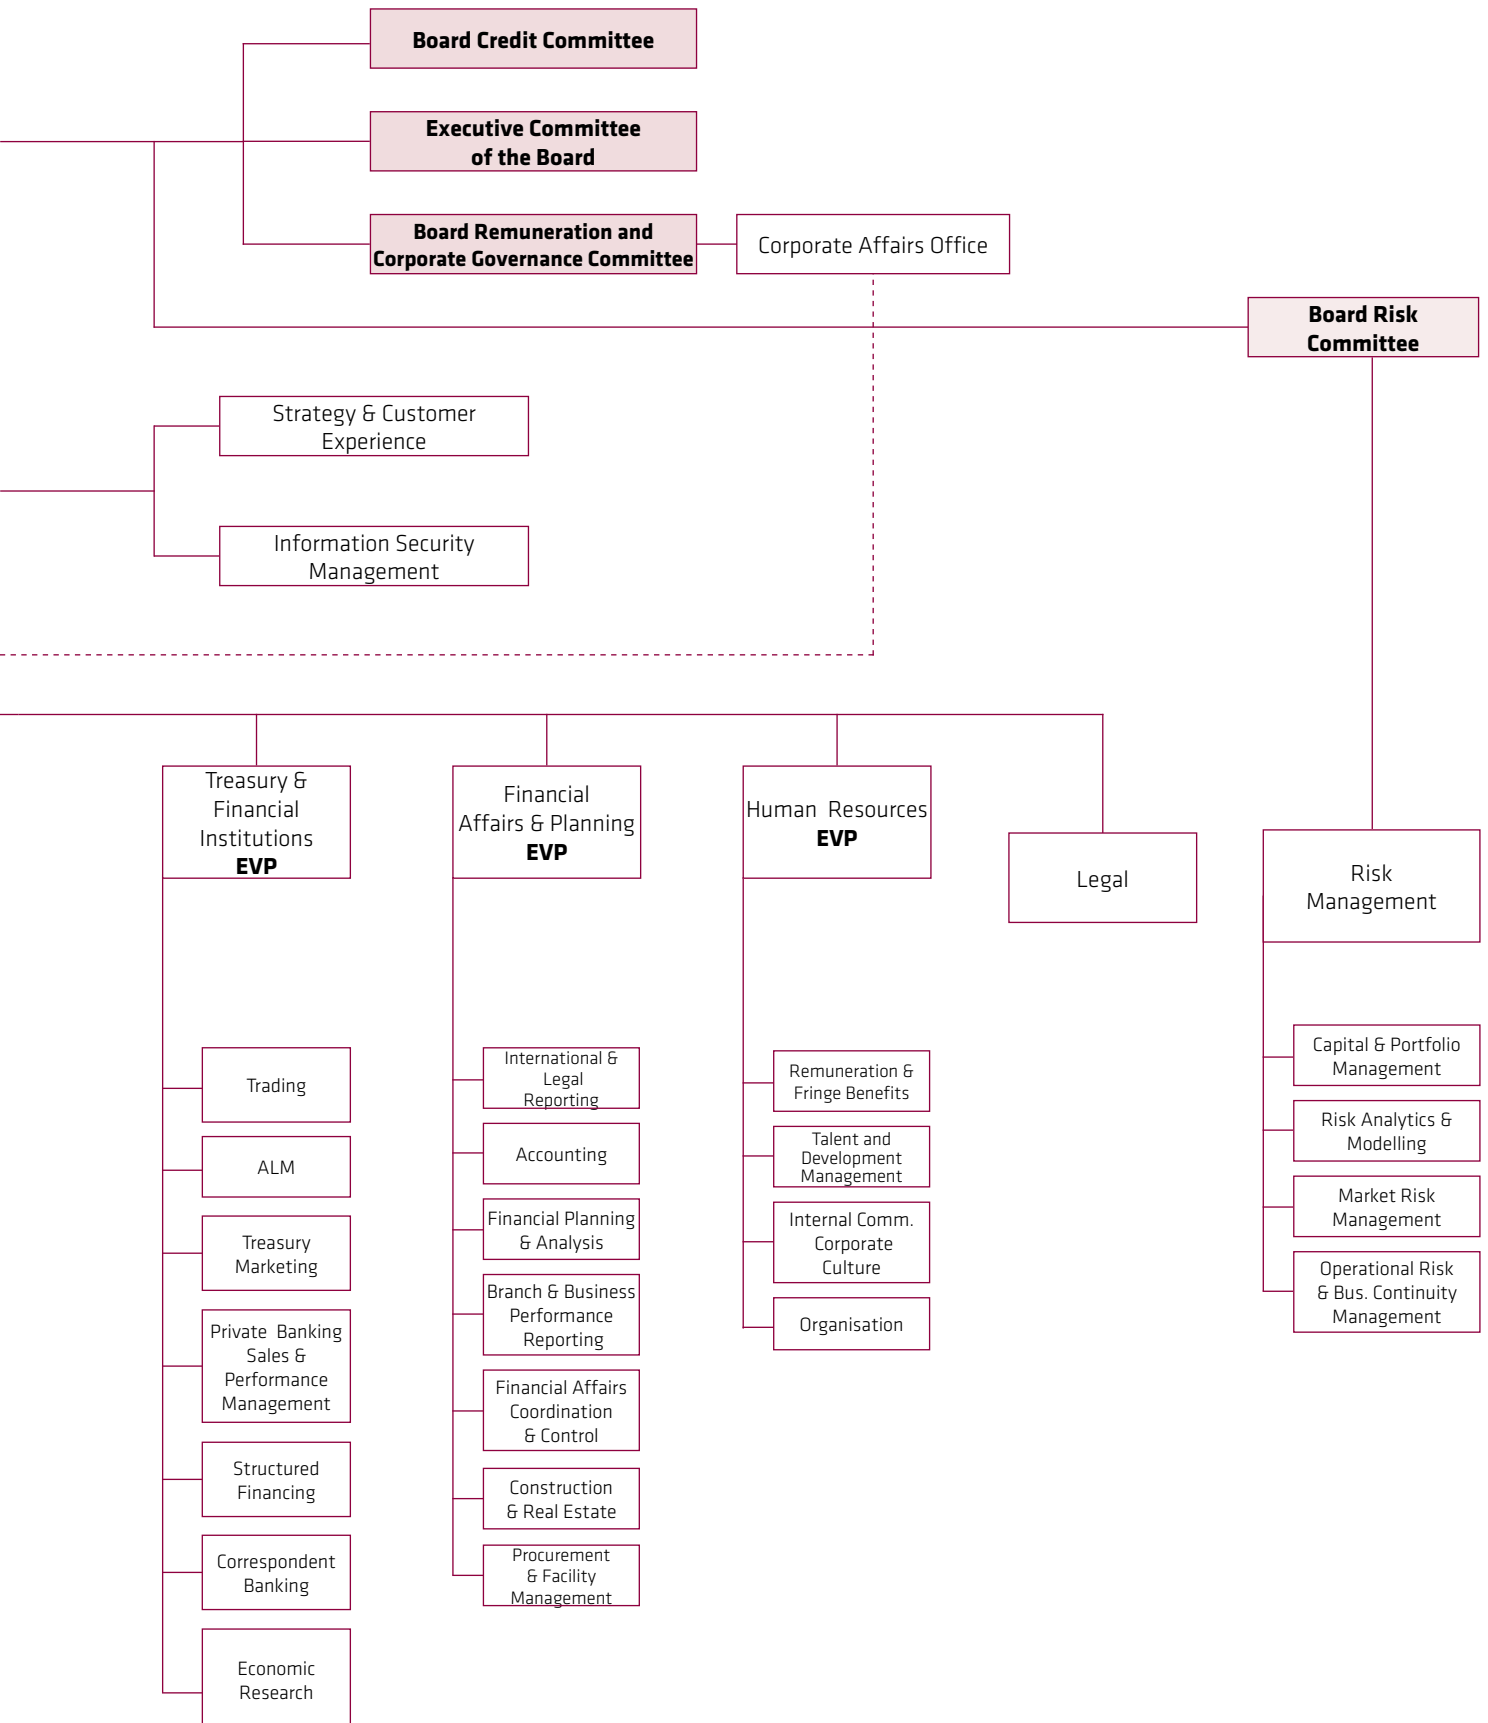 Board Credit Committee
Executive Committee
of the Board
Board Remuneration and
Corporate Governance Committee
Corporate Affairs Office
Board Risk
Committee
Strategy & Customer
Experience
Information Security
Management
Treasury &
Financial
Institutions
EVP
Financial
Affairs & Planning
EVP
Human  Resources
EVP
Legal
Risk
Management
Trading
ALM
Treasury
Marketing
Private  Banking
Sales &
Performance
Management
Structured
Financing
Correspondent
Banking
Economic
Research
International &
Legal
Reporting
Accounting
Financial Planning
& Analysis
Branch & Business
Performance
Reporting
Financial Affairs
Coordination
& Control
Construction
& Real Estate
Procurement
& Facility
Management
Remuneration &
Fringe Benefits
Talent and
Development
Management
Internal Comm.
Corporate
Culture
Organisation
Capital & Portfolio
Management
Risk Analytics &
Modelling
Market Risk
Management
Operational Risk
& Bus. Continuity
Management